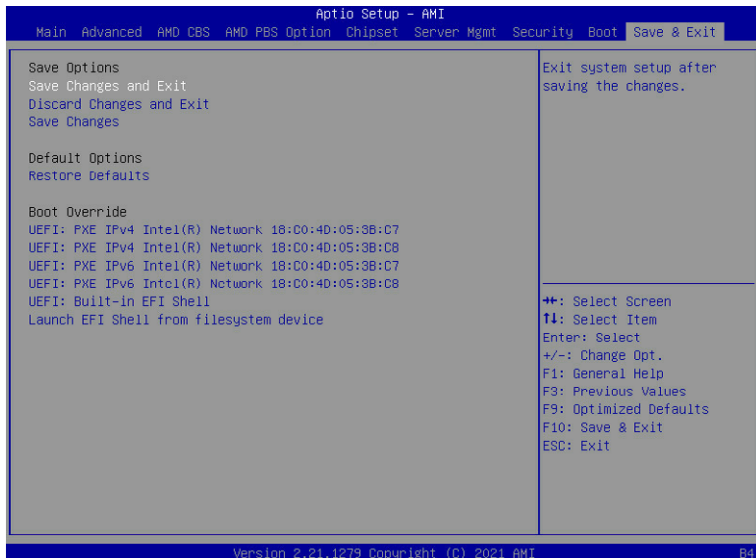 Aptio Setup – AMI
Main Advanced AMD CBS AMD PBS Option Chipset Server Mgmt Security Boot Save & Exit
Save Options
Save Changes and Exit
Discard Changes and Exit
Save Changes
Default Options
Restore Defaults
Boot Override
UEFI: PXE IPv4 Intel(R) Network 18:C0:4D:05:3B:C7
UEFI: PXE IPv4 Intel(R) Network 18:C0:4D:05:3B:C8
UEFI: PXE IPv6 Intel(R) Network 18:C0:4D:05:3B:C7
UEFI: PXE IPv6 Intel(R) Network 18:C0:4D:05:3B:C8
UEFI: Built-in EFI Shell
Launch EFI Shell from filesystem device
Exit system setup after
saving the changes.
→←: Select Screen
↑↓: Select Item
Enter: Select
+/-: Change Opt.
F1: General Help
F3: Previous Values
F9: Optimized Defaults
F10: Save & Exit
ESC: Exit
Version 2.21.1279 Copyright (C) 2021 AMI
B4